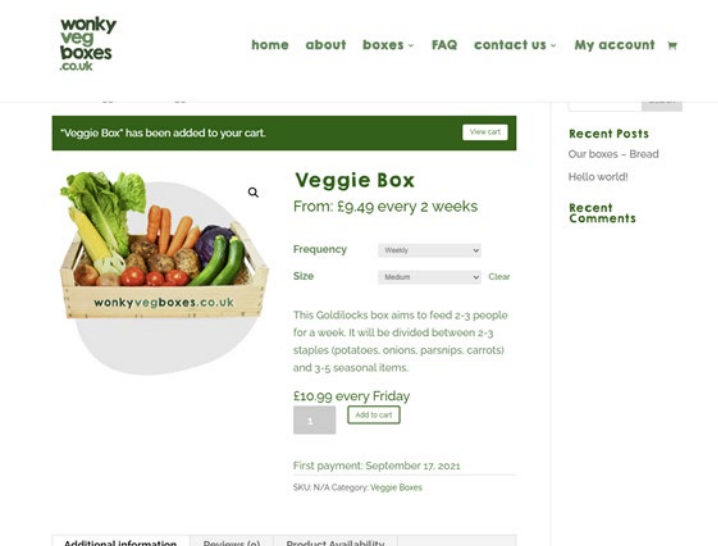 wonky
veg
boxes
.co.uk
home about boxes FAQ contact us My account
"Veggie Box" has been added to your cart.
View cart
Veggie Box
From: £9.49 every 2 weeks
Frequency Weekly
Size Medium Clear
This Goldilocks box aims to feed 2-3 people
for a week. It will be divided between 2-3
staples (potatoes, onions, parsnips, carrots)
and 3-5 seasonal items.
£10.99 every Friday
1 Add to cart
First payment: September 17, 2021
SKU: N/A Category: Veggie Boxes
wonkyvegboxes.co.uk
Additional information Reviews (0) Product Availability
Recent Posts
Our boxes – Bread
Hello world!
Recent
Comments